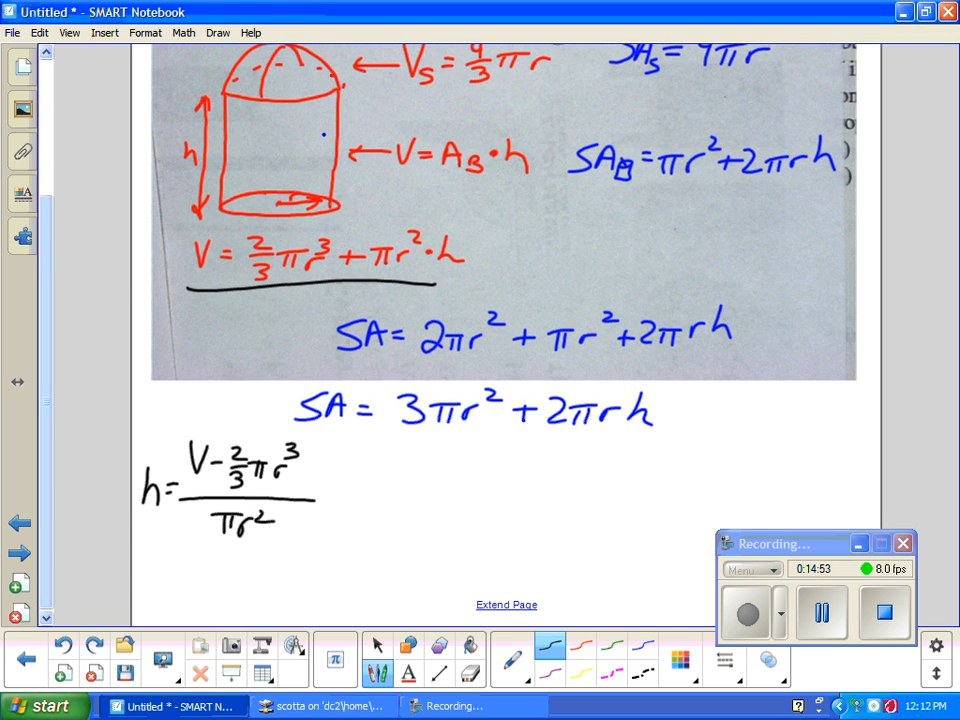 Untitled * - SMART Notebook
File Edit View Insert Format Math Draw Help
V_S = 4/3 πr
SA_S = 4πr
h
V = A_B · h
SA_B = πr² + 2πrh
V = 2/3 πr³ + πr² · h
SA = 2πr² + πr² + 2πrh
SA = 3πr² + 2πrh
h = (V - 2/3 πr³) / πr²
Recording...
Menu
0:14:53
8.0 fps
Extend Page
π
A
start
Untitled * - SMART N...
scotta on 'dc2\home\...
Recording...
12:12 PM